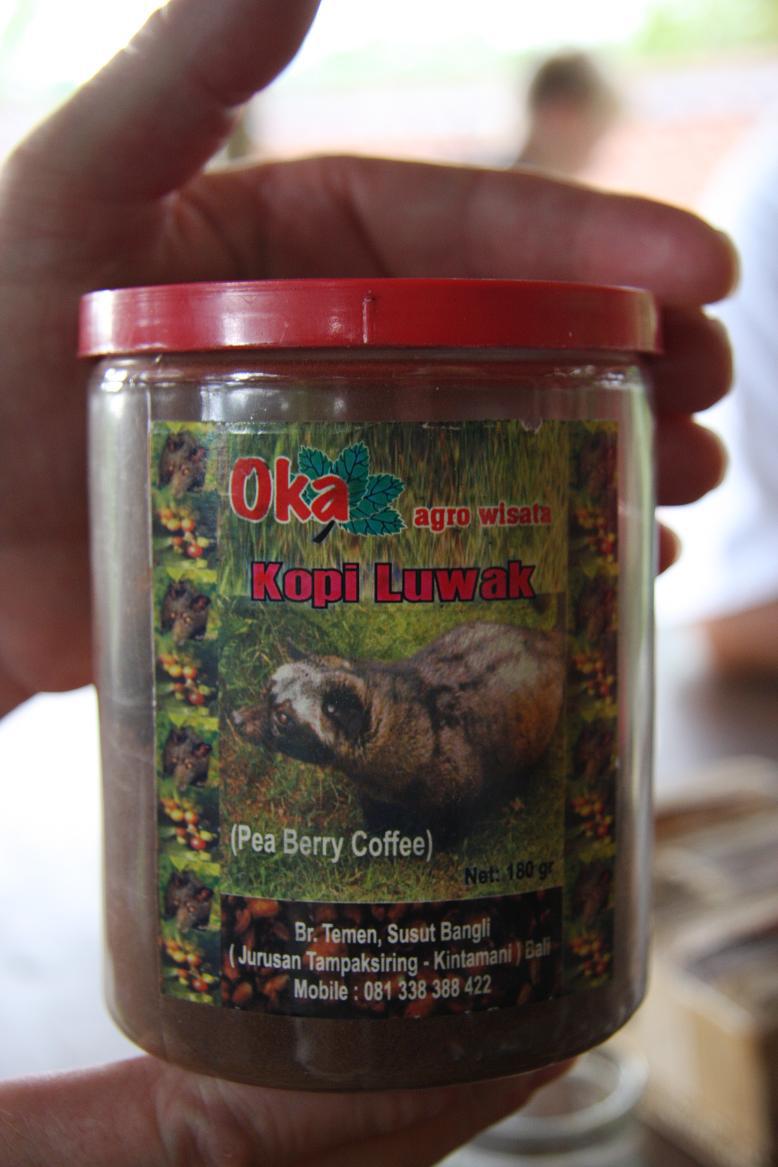 Oka agro wisata
Kopi Luwak
(Pea Berry Coffee)
Net: 180 gr
Br. Temen, Susut Bangli
( Jurusan Tampaksiring - Kintamani ) Bali
Mobile : 081 338 388 422